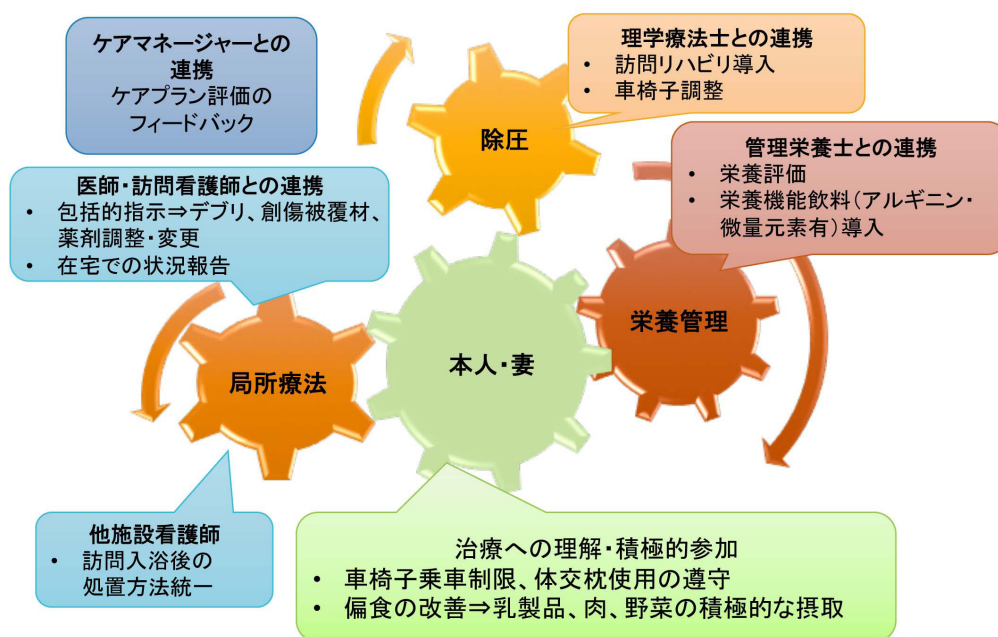 ケアマネージャーとの
連携
ケアプラン評価の
フィードバック
理学療法士との連携
• 訪問リハビリ導入
• 車椅子調整
除圧
管理栄養士との連携
• 栄養評価
• 栄養機能飲料(アルギニン・
微量元素有)導入
医師・訪問看護師との連携
• 包括的指示⇒デブリ、創傷被覆材、
薬剤調整・変更
• 在宅での状況報告
栄養管理
本人・妻
局所療法
他施設看護師
• 訪問入浴後の
処置方法統一
治療への理解・積極的参加
• 車椅子乗車制限、体交枕使用の遵守
• 偏食の改善⇒乳製品、肉、野菜の積極的な摂取